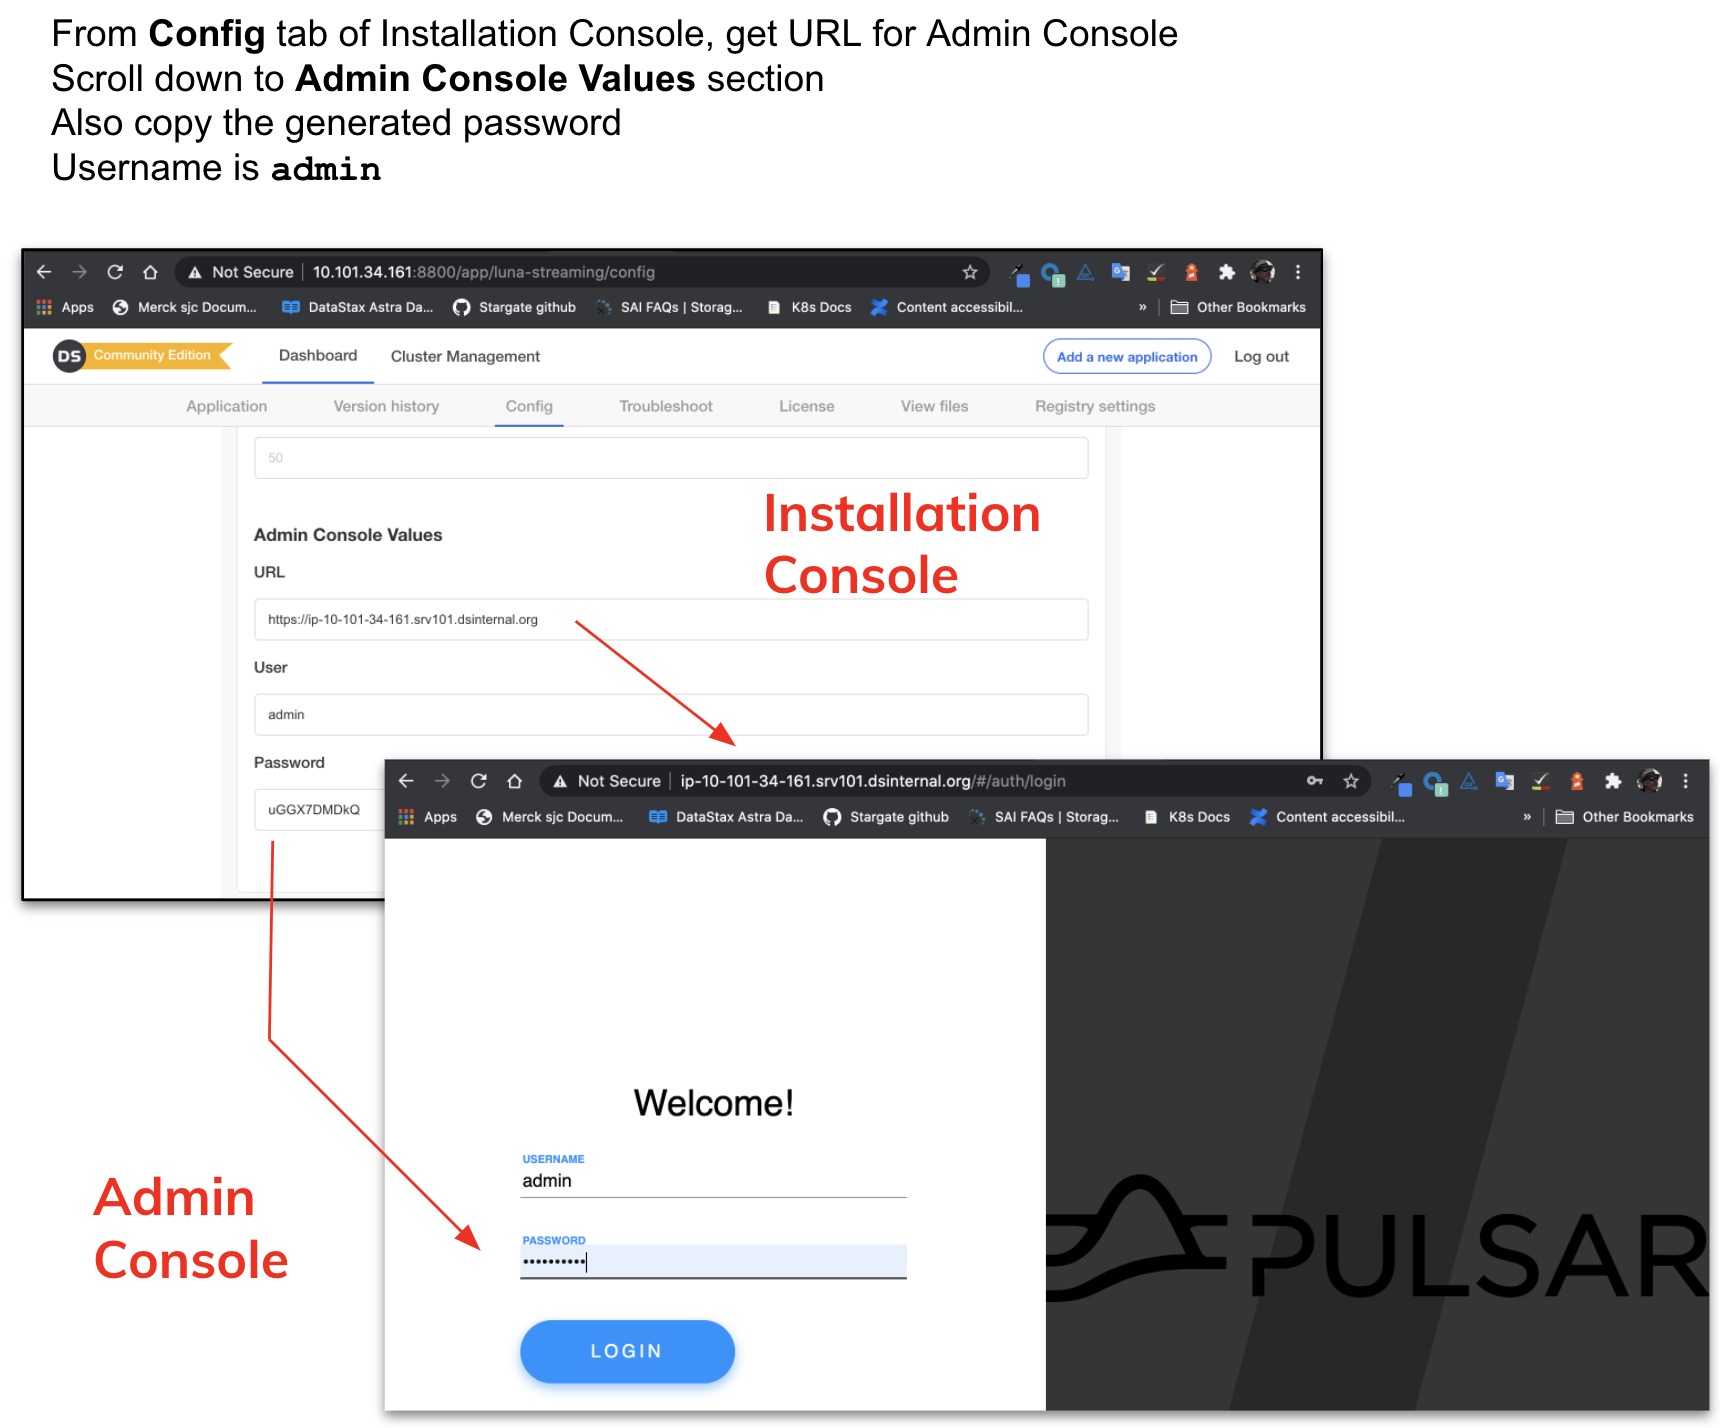 From Config tab of Installation Console, get URL for Admin Console
Scroll down to Admin Console Values section
Also copy the generated password
Username is admin
Not Secure | 10.101.34.161:8800/app/luna-streaming/config
Apps Merck sjc Docum... DataStax Astra Da... Stargate github SAI FAQs | Storag... K8s Docs Content accessibil... » Other Bookmarks
DS Community Edition Dashboard Cluster Management Add a new application Log out
Application Version history Config Troubleshoot License View files Registry settings
50
Installation
Console
Admin Console Values
URL
https://ip-10-101-34-161.srv101.dsinternal.org
User
admin
Password
uGGX7DMDkQ
Not Secure | ip-10-101-34-161.srv101.dsinternal.org/#/auth/login
Apps Merck sjc Docum... DataStax Astra Da... Stargate github SAI FAQs | Storag... K8s Docs Content accessibil... » Other Bookmarks
Welcome!
USERNAME
admin
PASSWORD
••••••••••
LOGIN
Admin
Console
PULSAR